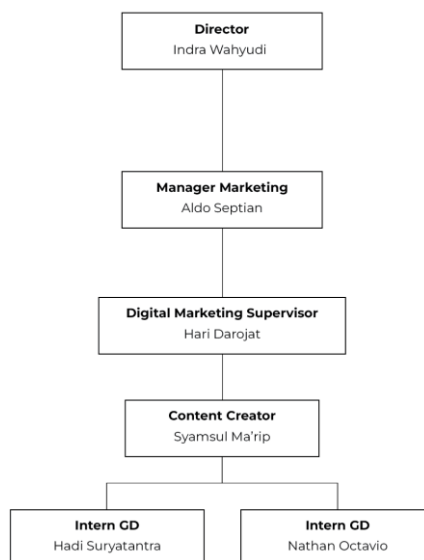 Director
Indra Wahyudi
Manager Marketing
Aldo Septian
Digital Marketing Supervisor
Hari Darojat
Content Creator
Syamsul Ma'rip
Intern GD
Hadi Suryatantra
Intern GD
Nathan Octavio